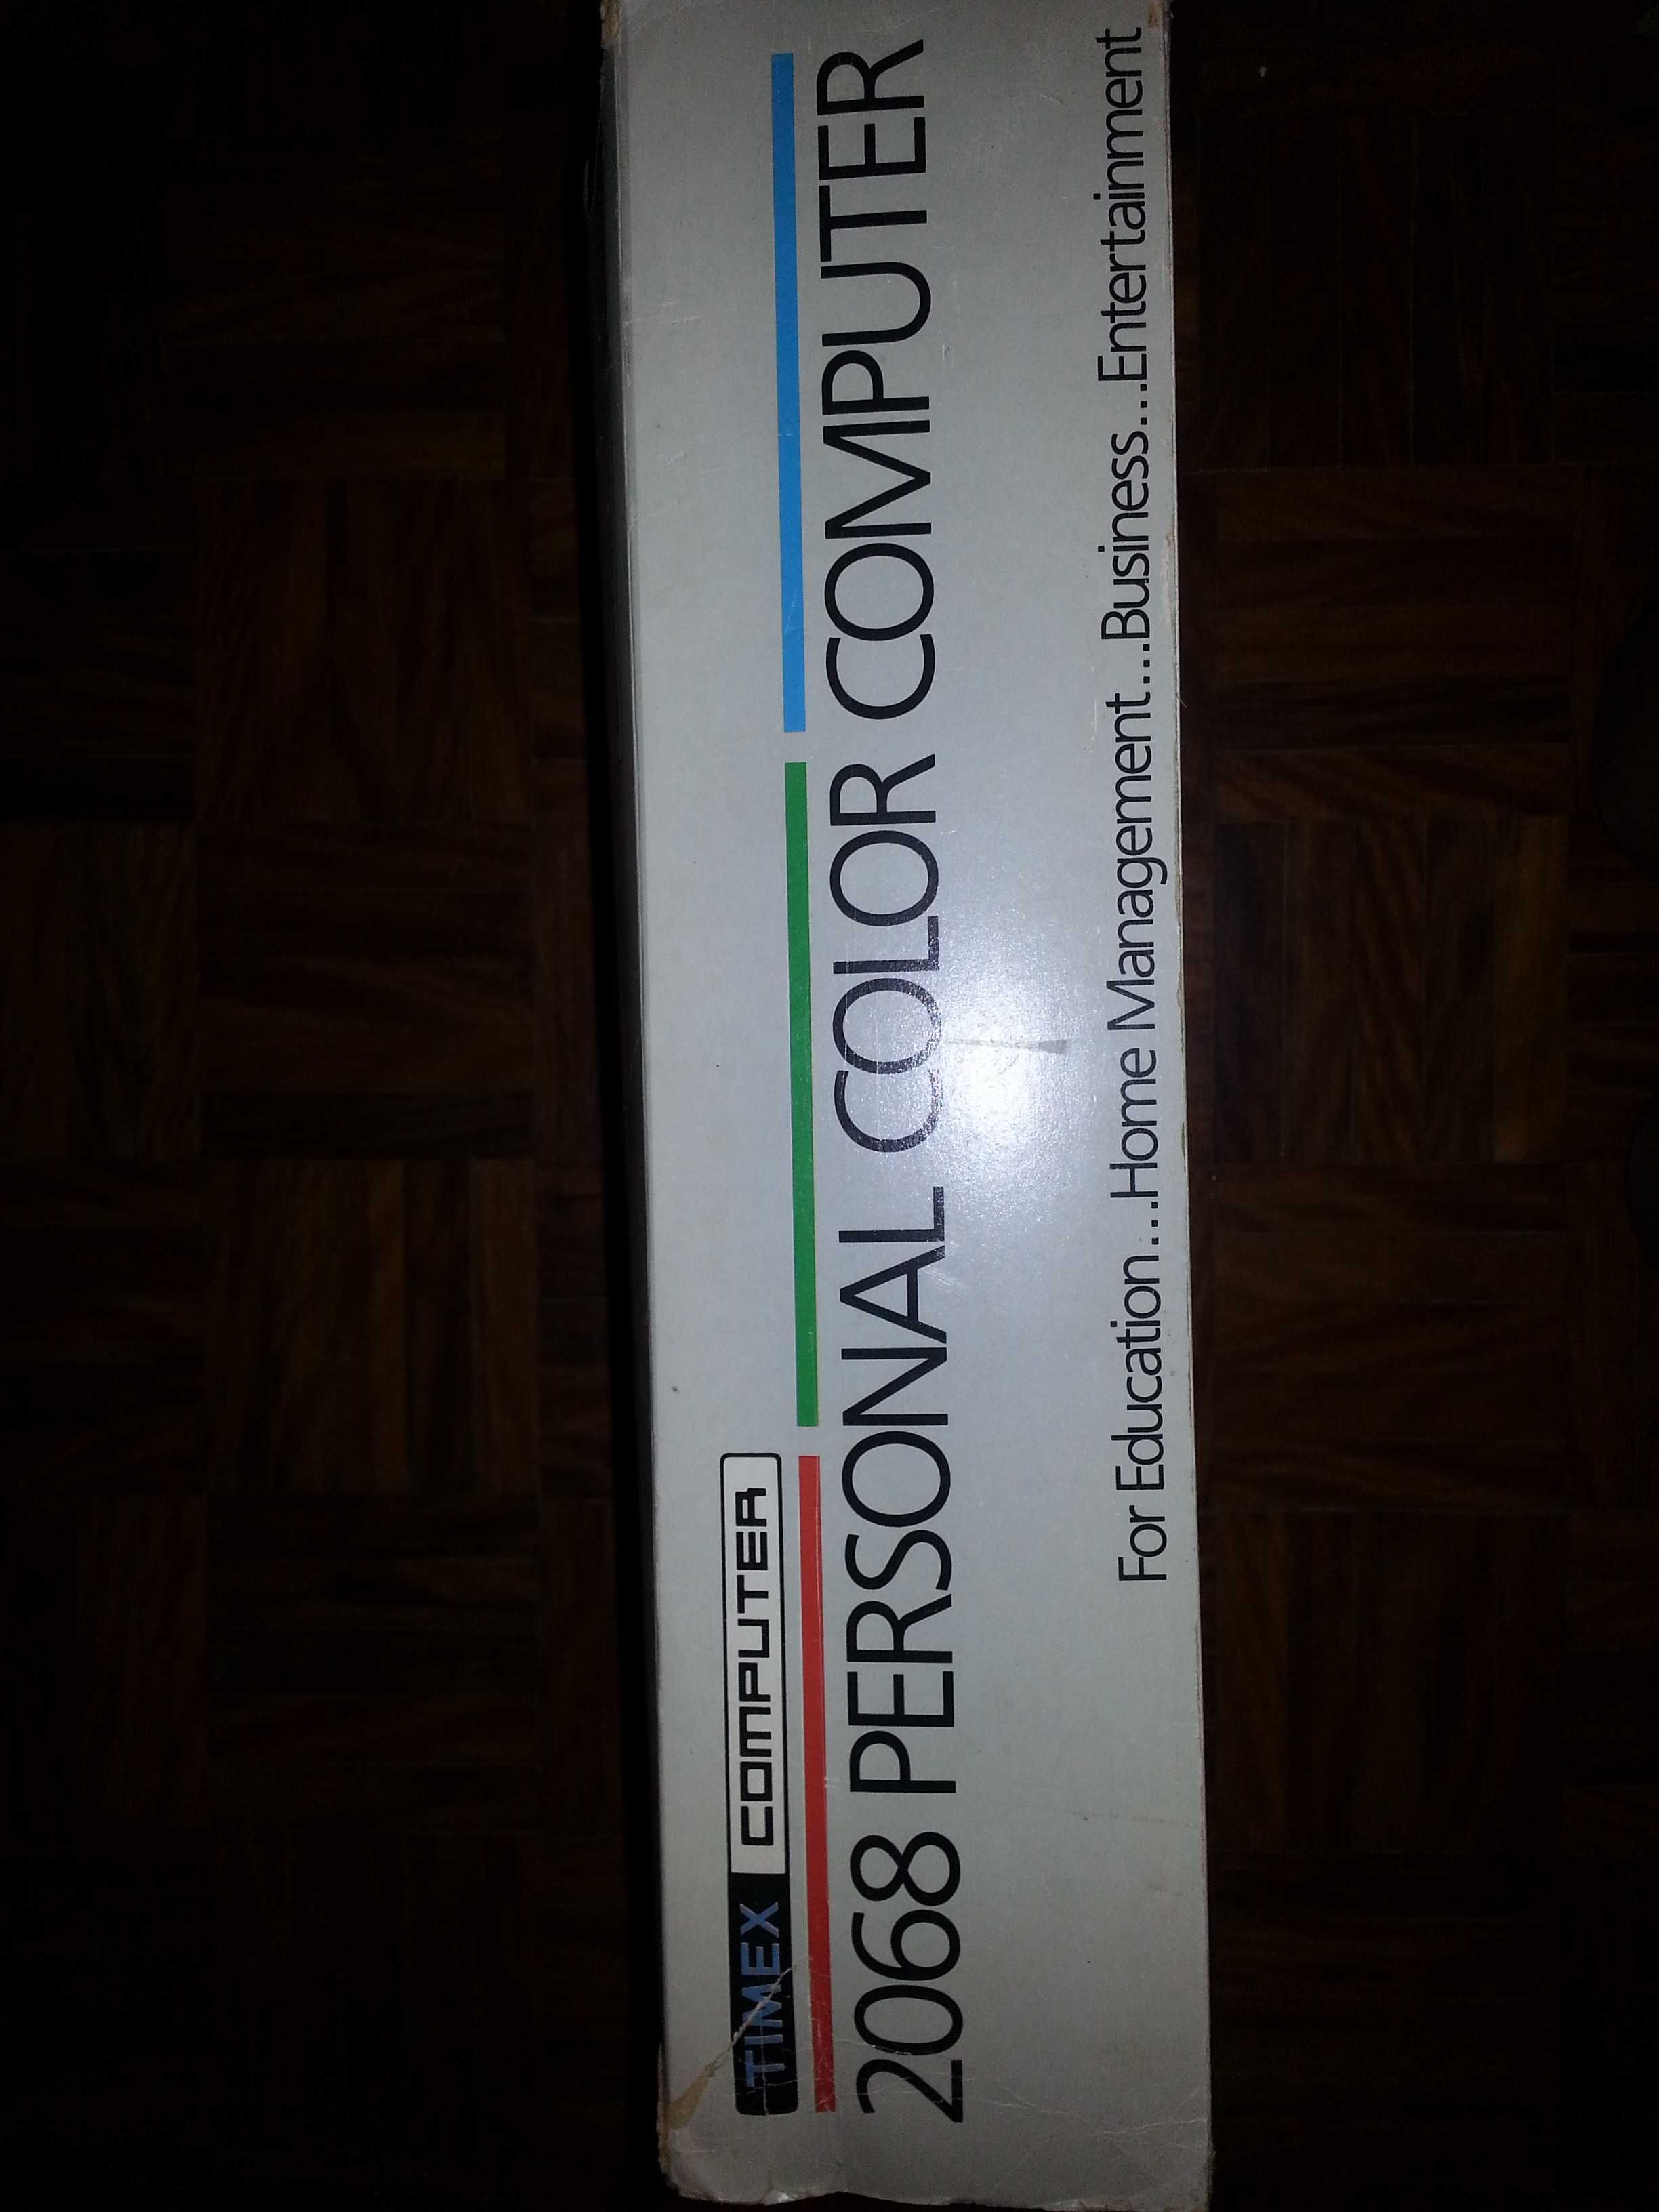 TIMEX COMPUTER
2068 PERSONAL COLOR COMPUTER
For Education...Home Management...Business...Entertainment